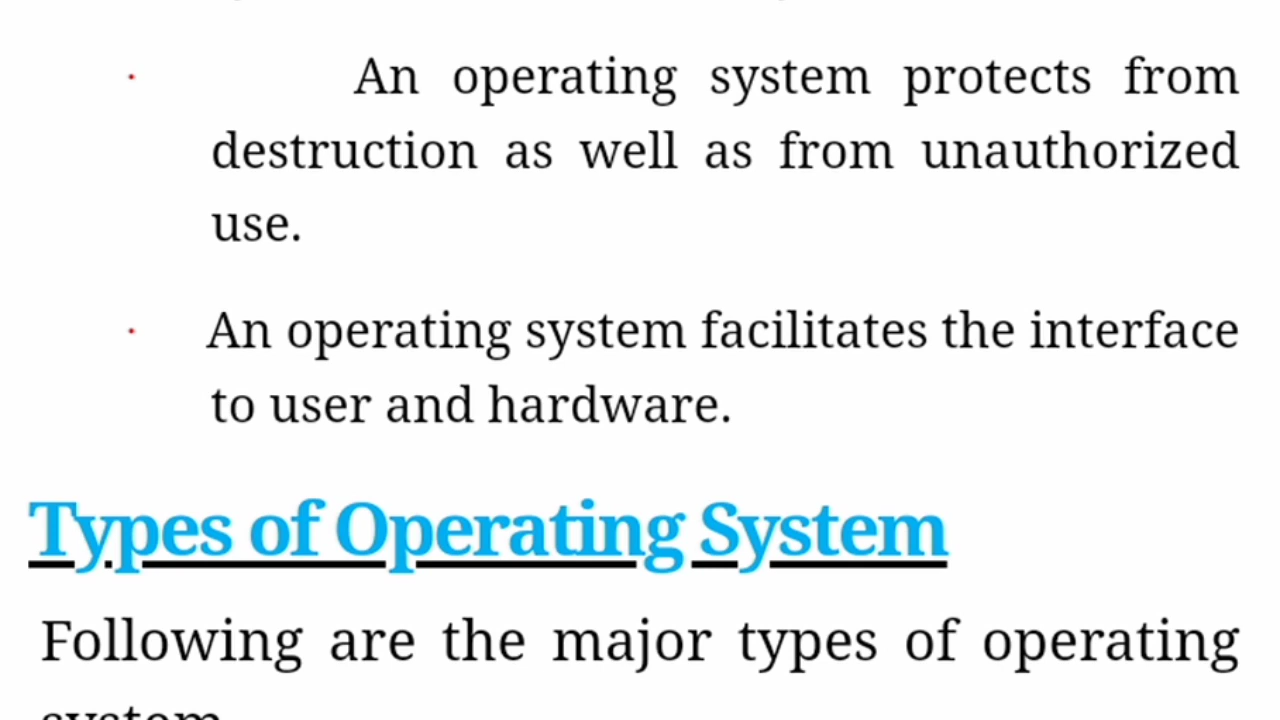 An operating system protects from
destruction as well as from unauthorized
use.
An operating system facilitates the interface
to user and hardware.
Types of Operating System
Following are the major types of operating
system